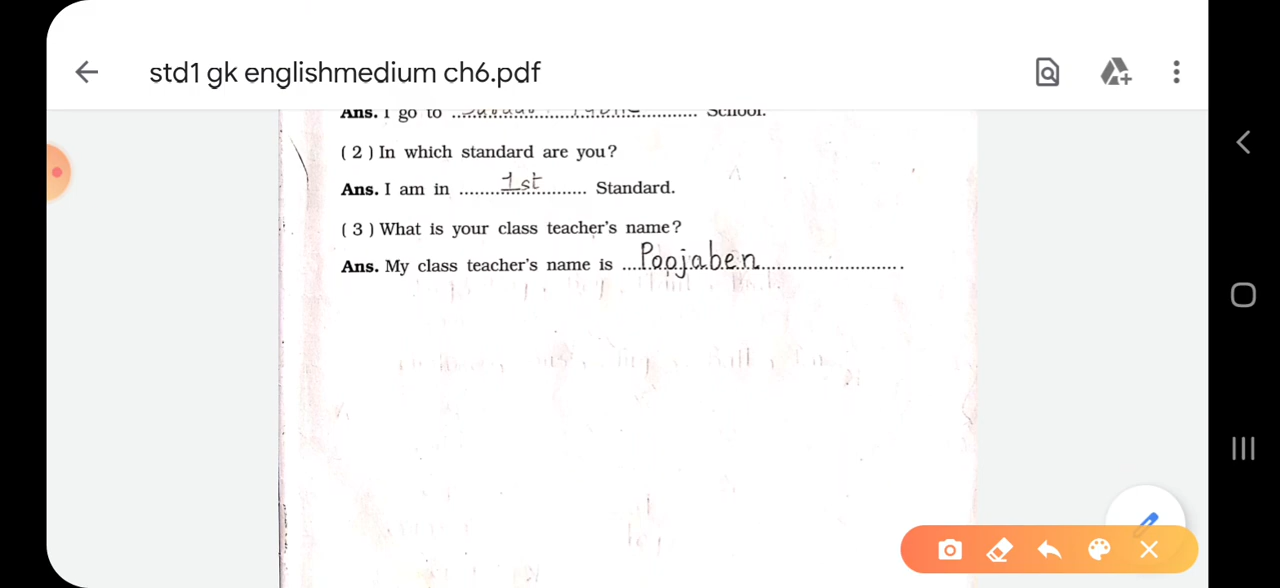 std1 gk englishmedium ch6.pdf
Ans. I go to .................... School.
( 2 ) In which standard are you?
Ans. I am in ........1st........ Standard.
( 3 ) What is your class teacher's name?
Ans. My class teacher's name is ....Poojaben........................ .